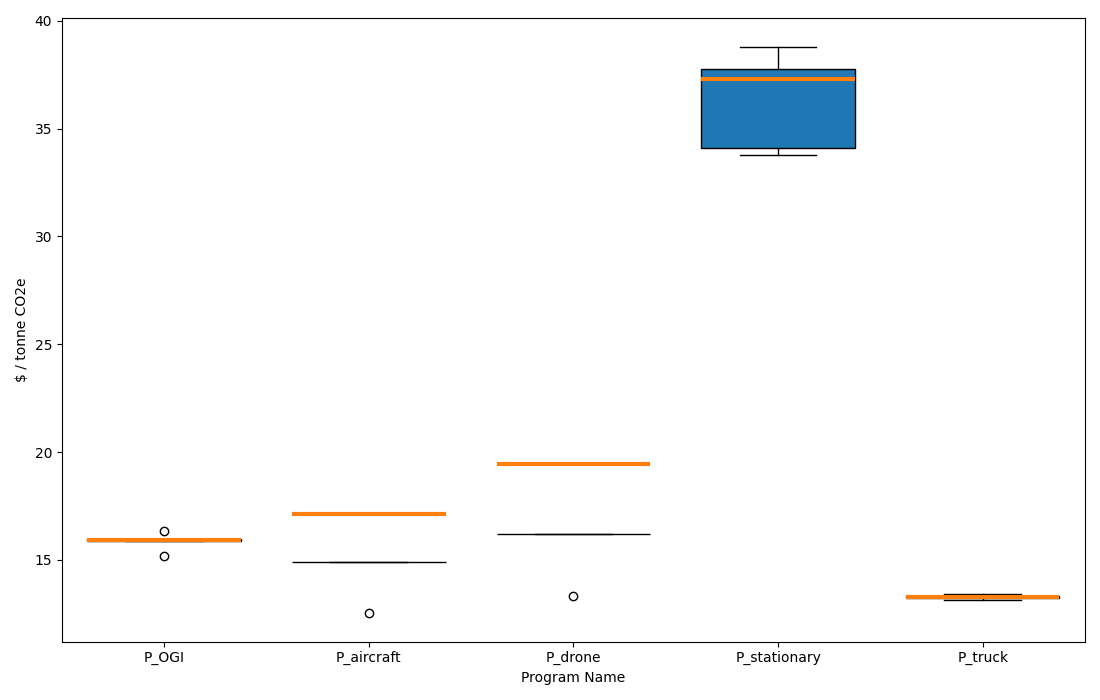 $ / tonne CO2e
40
35
30
25
20
15
P_OGI
P_aircraft
P_drone
P_stationary
P_truck
Program Name